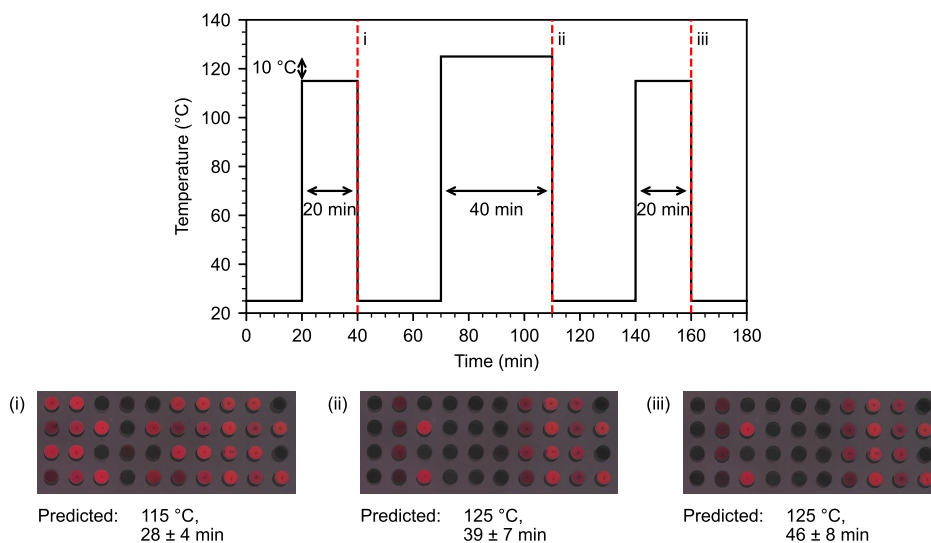 140
120
100
80
60
40
20
Temperature (°C)
10 °C
i
ii
iii
20 min
40 min
20 min
0
20
40
60
80
100
120
140
160
180
Time (min)
(i)
(ii)
(iii)
Predicted: 115 °C,
28 ± 4 min
Predicted: 125 °C,
39 ± 7 min
Predicted: 125 °C,
46 ± 8 min